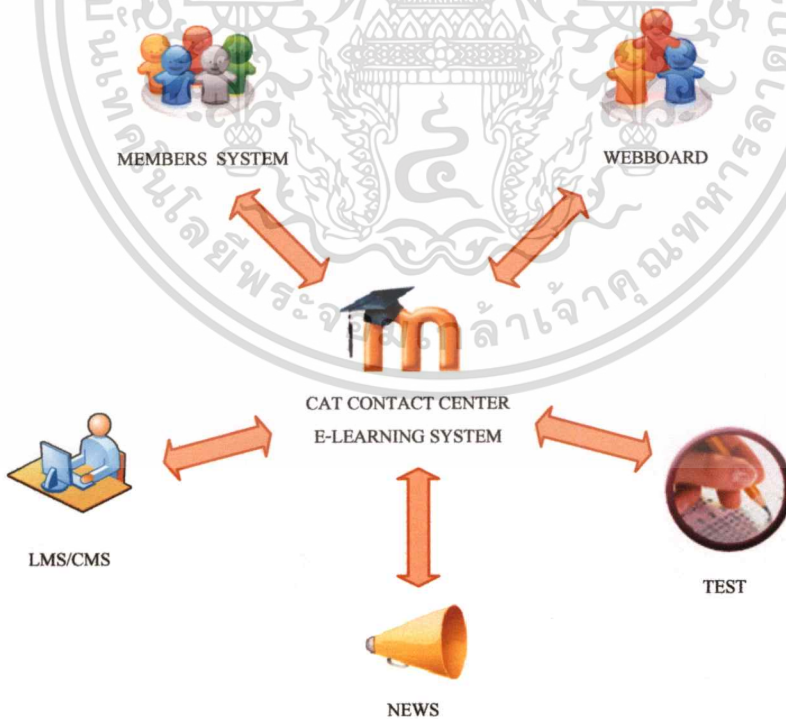 MEMBERS SYSTEM
WEBBOARD
CAT CONTACT CENTER
E-LEARNING SYSTEM
LMS/CMS
TEST
NEWS